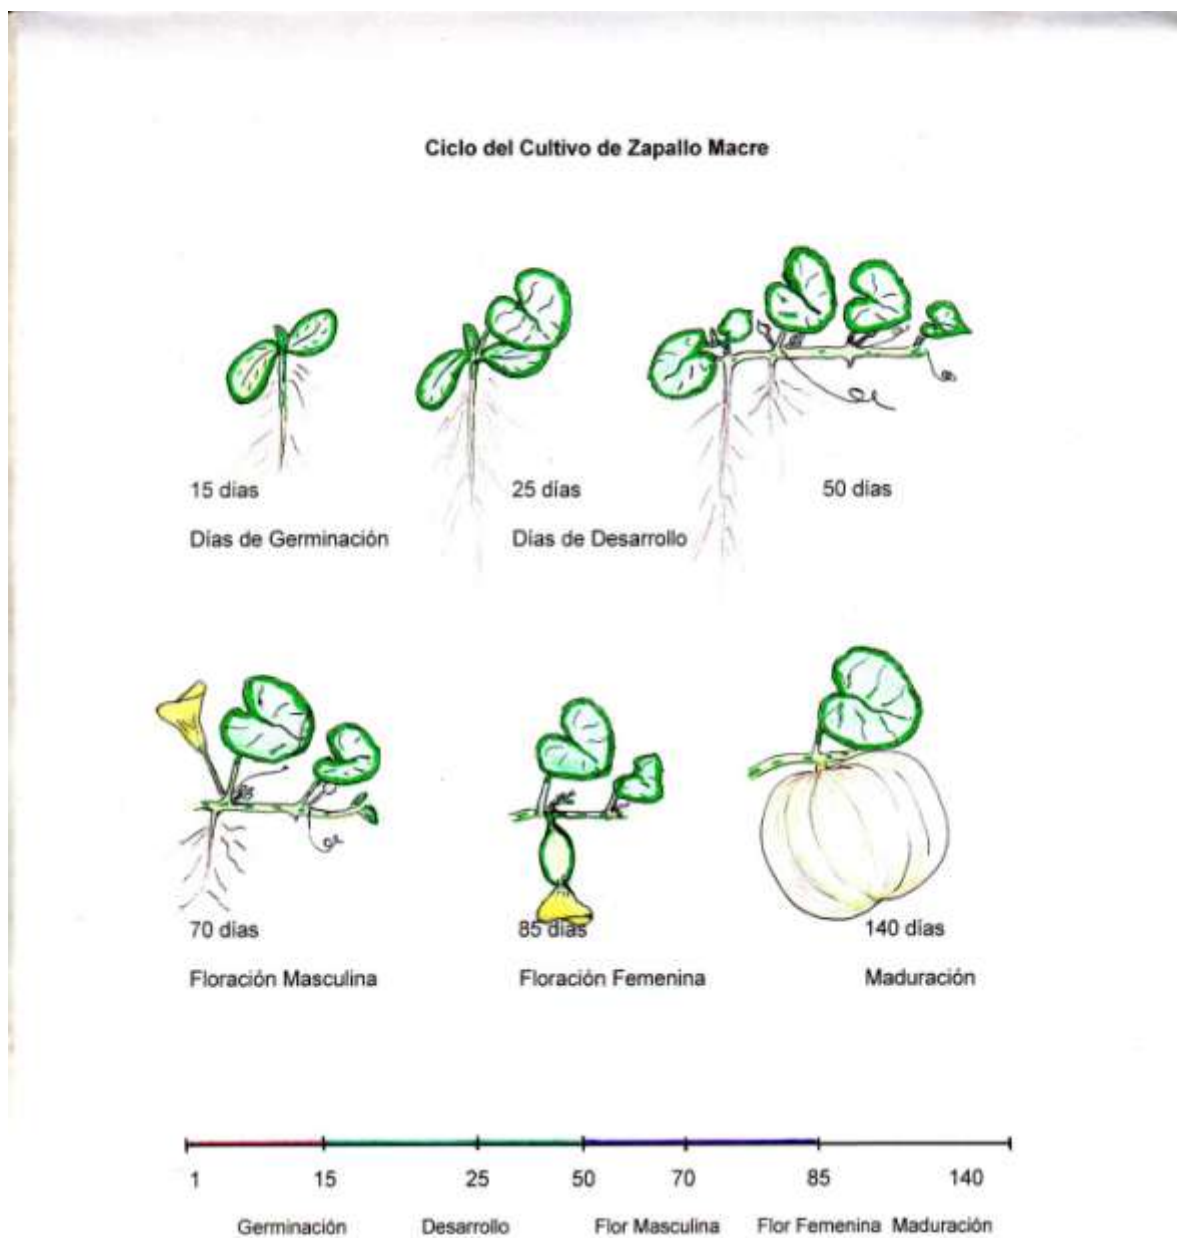 Ciclo del Cultivo de Zapallo Macre
15 días 25 días 50 días
Días de Germinación Días de Desarrollo
70 días 85 días 140 días
Floración Masculina Floración Femenina Maduración
1 15 25 50 70 85 140
Germinación Desarrollo Flor Masculina Flor Femenina Maduración